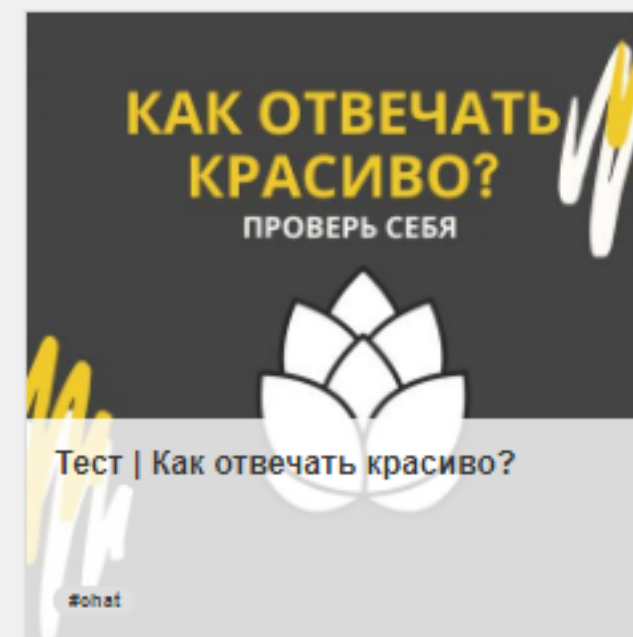 КАК ОТВЕЧАТЬ
КРАСИВО?
ПРОВЕРЬ СЕБЯ
Тест | Как отвечать красиво?
#chat